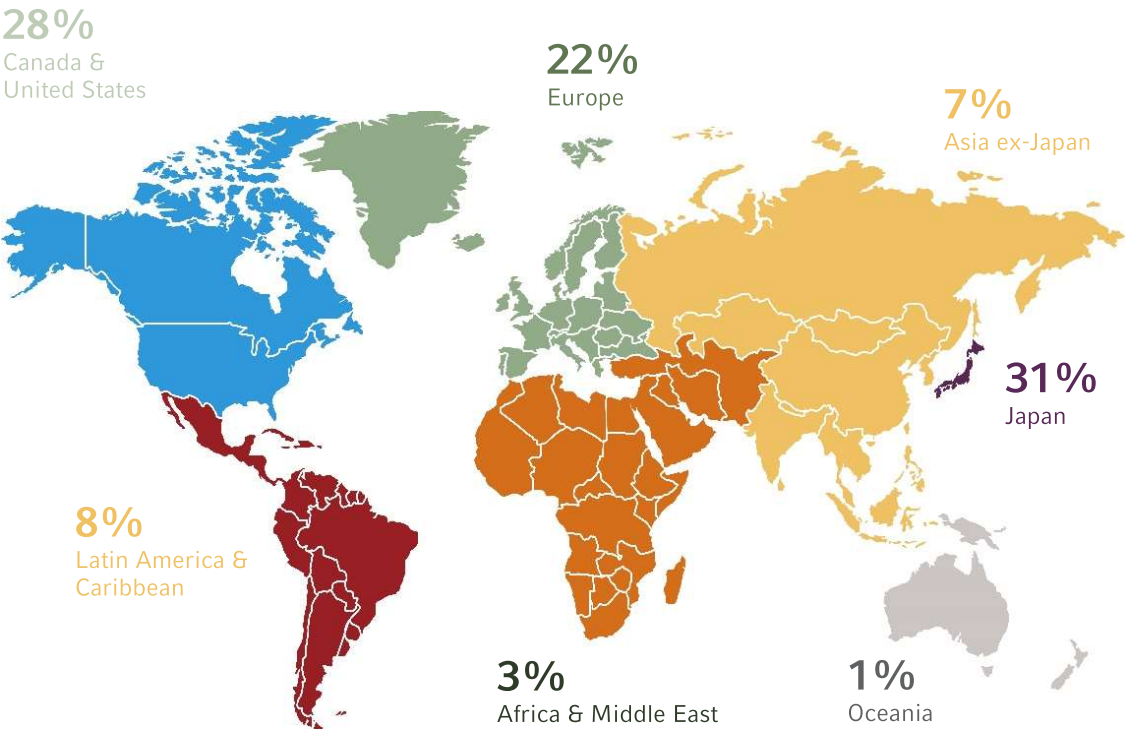 28%
Canada &
United States
22%
Europe
7%
Asia ex-Japan
31%
Japan
8%
Latin America &
Caribbean
3%
Africa & Middle East
1%
Oceania